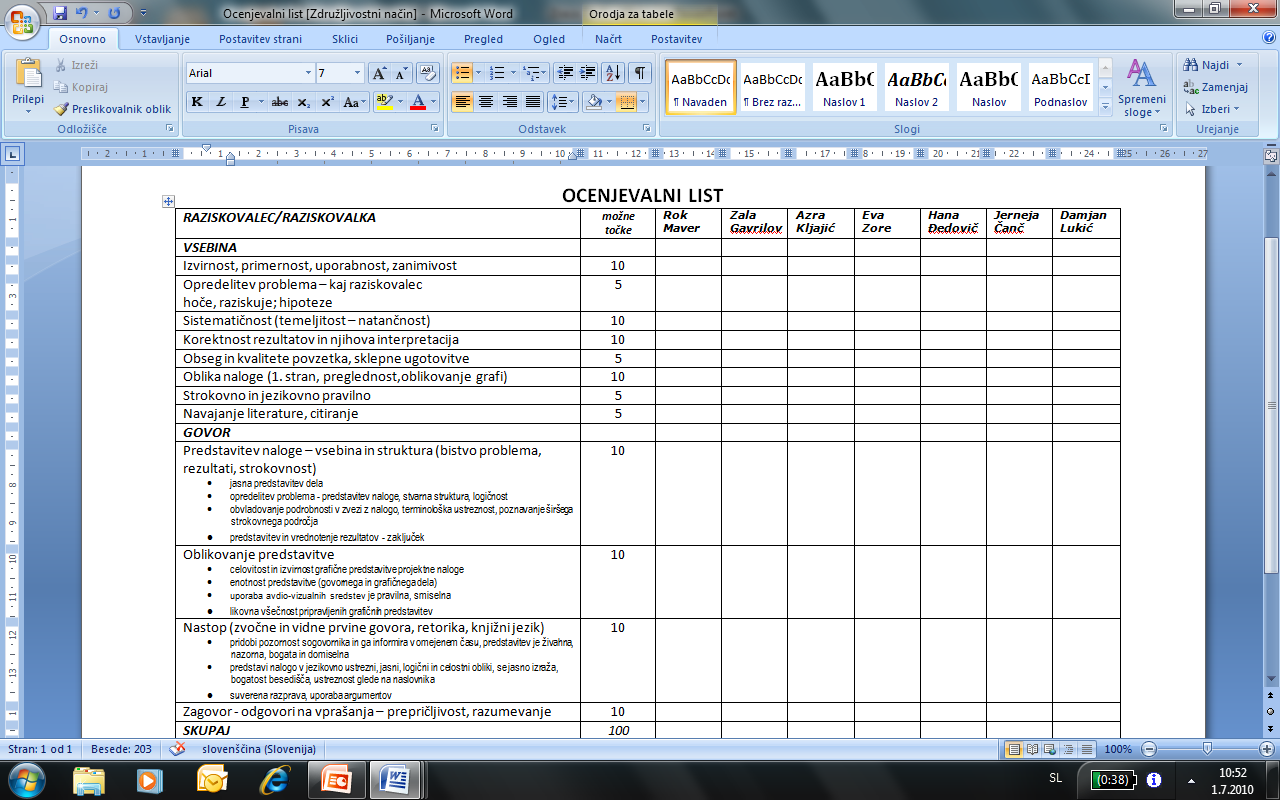 Ocenjevalni list [Združljivostni način] - Microsoft Word
Orodja za tabele
Osnovno Vstavljanje Postavitev strani Sklici Pošiljanje Pregled Ogled Načrt Postavitev
Prilepi
Izreži
Kopiraj
Preslikovalnik oblik
Odložišče
Arial 7
Pisava
Odstavek
AaBbCcDc AaBbCcDc AaBbC AaBbCc AaBbC AaBbCcI
¶ Navaden ¶ Brez raz... Naslov 1 Naslov 2 Naslov Podnaslov
Spremeni sloge
Slogi
Najdi
Zamenjaj
Izberi
Urejanje
OCENJEVALNI LIST
RAZISKOVALEC/RAZISKOVALKA možne točke Rok Maver Zala Gavrilov Azra Kljajić Eva Zore Hana Đedovič Jerneja Čanč Damjan Lukić
VSEBINA
Izvirnost, primernost, uporabnost, zanimivost 10
Opredelitev problema – kaj raziskovalec 5
hoče, raziskuje; hipoteze
Sistematičnost (temeljitost – natančnost) 10
Korektnost rezultatov in njihova interpretacija 10
Obseg in kvalitete povzetka, sklepne ugotovitve 5
Oblika naloge (1. stran, preglednost,oblikovanje grafi) 10
Strokovno in jezikovno pravilno 5
Navajanje literature, citiranje 5
GOVOR
Predstavitev naloge – vsebina in struktura (bistvo problema, 10
rezultati, strokovnost)
• jasna predstavitev dela
• opredelitev problema - predstavitev naloge, stvarna struktura, logičnost
• obvladovanje podrobnosti v zvezi z nalogo, terminološka ustreznost, poznavanje širšega
strokovnega področja
• predstavitev in vrednotenje rezultatov - zaključek
Oblikovanje predstavitve 10
• celovitost in izvirnost grafične predstavitve projektne naloge
• enotnost predstavitve (govornega in grafičnega dela)
• uporaba avdio-vizualnih sredstev je pravilna, smiselna
• likovna všečnost pripravljenih grafičnih predstavitev
Nastop (zvočne in vidne prvine govora, retorika, knjižni jezik) 10
• pridobi pozornost sogovornika in ga informira v omejenem času, predstavitev je živahna,
nazorna, bogata in domiselna
• predstavi nalogo v jezikovno ustrezni, jasni, logični in celostni obliki, se jasno izraža,
bogatost besedišča, ustreznost glede na naslovnika
• suverena razprava, uporaba argumentov
Zagovor - odgovori na vprašanja – prepričljivost, razumevanje 10
SKUPAJ 100
Stran: 1 od 1 Besede: 203 slovenščina (Slovenija) 100%
SL (0:38) 10:52
1.7.2010